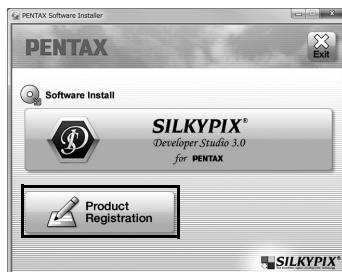 PENTAX Software Installer
PENTAX
Exit
Software Install
SILKYPIX®
Developer Studio 3.0
for PENTAX
Product
Registration
SILKYPIX®